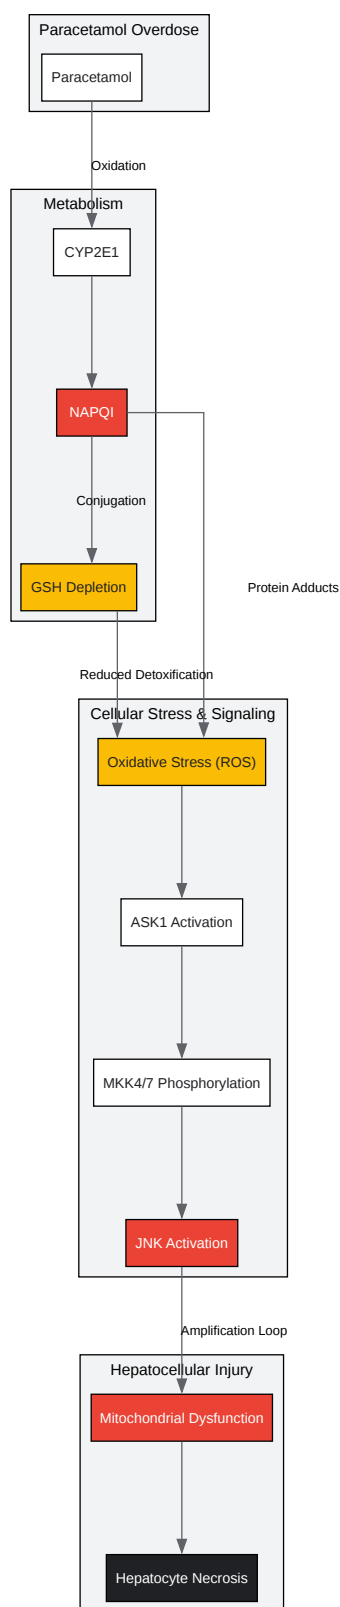 Paracetamol Overdose
Paracetamol
Oxidation
Metabolism
CYP2E1
NAPQI
Conjugation
GSH Depletion
Protein Adducts
Reduced Detoxification
Cellular Stress & Signaling
Oxidative Stress (ROS)
ASK1 Activation
MKK4/7 Phosphorylation
JNK Activation
Amplification Loop
Hepatocellular Injury
Mitochondrial Dysfunction
Hepatocyte Necrosis